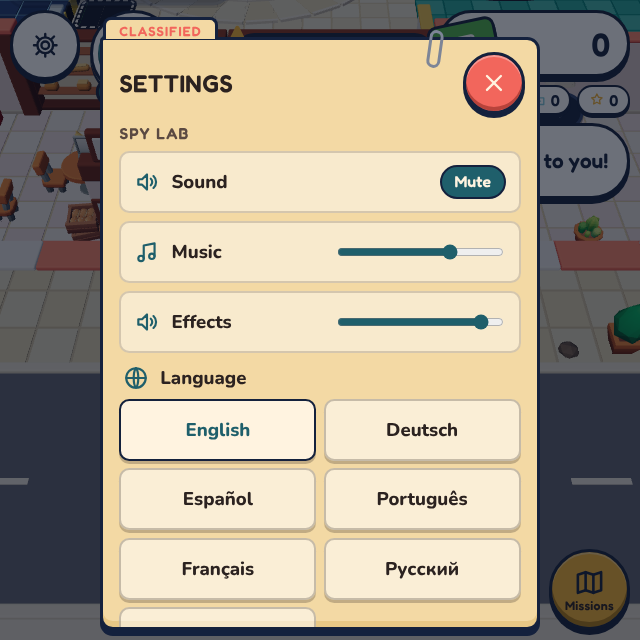 CLASSIFIED
SETTINGS
0
SPY LAB
0
0
Sound
Mute
to you!
Music
Effects
Language
English
Deutsch
Español
Português
Français
Русский
Missions